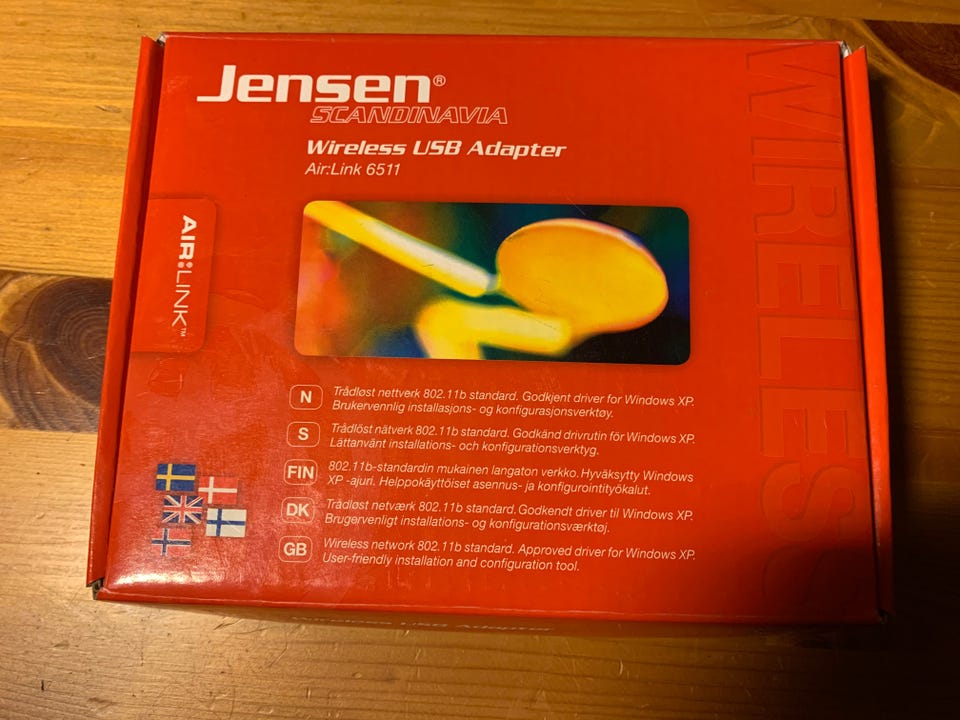 Jensen®
SCANDINAVIA
Wireless USB Adapter
Air:Link 6511
AIR:LINK™
WIRELESS
N
Trådløst nettverk 802.11b standard. Godkjent driver for Windows XP.
Brukervennlig installasjons- og konfigurasjonsverktøy.
S
Trådlöst nätverk 802.11b standard. Godkänd drivrutin för Windows XP.
Lättanvänt installations- och konfigurationsverktyg.
FIN
802.11b-standardin mukainen langaton verkko. Hyväksytty Windows
XP -ajuri. Helppokäyttöiset asennus- ja konfigurointityökalut.
DK
Trådløst netværk 802.11b standard. Godkendt driver til Windows XP.
Brugervenligt installations- og konfigurationsværktøj.
GB
Wireless network 802.11b standard. Approved driver for Windows XP.
User-friendly installation and configuration tool.
Wireless USB Adapter